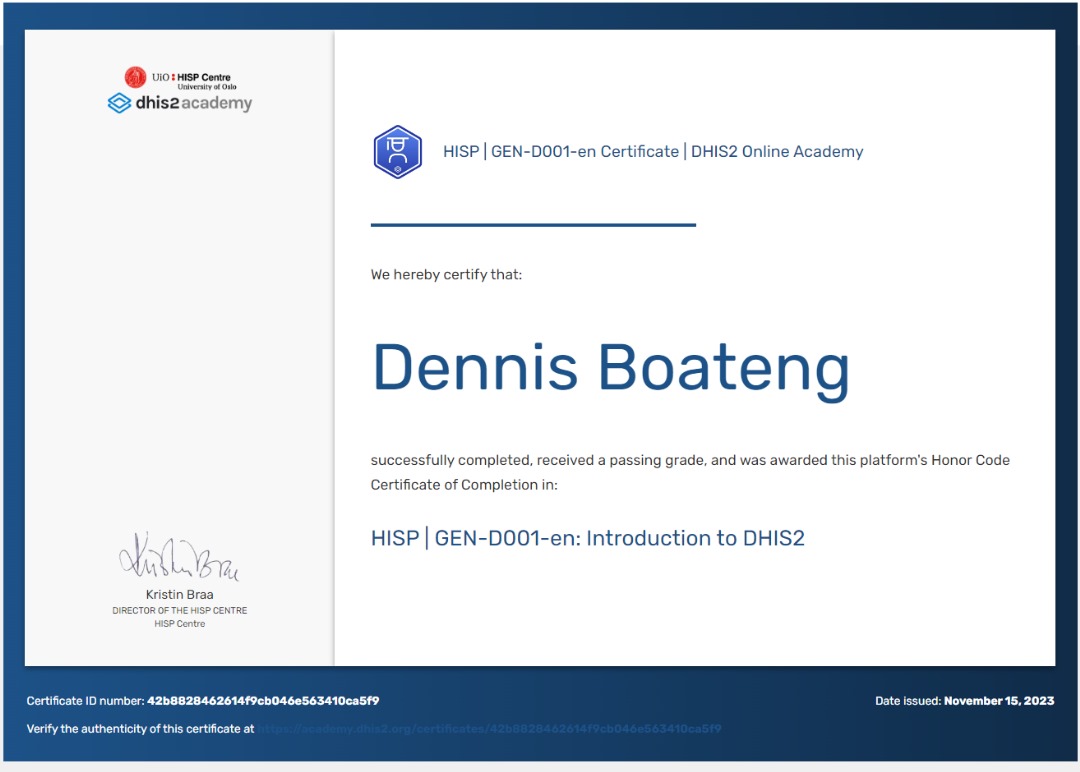 UiO : HISP Centre
University of Oslo
dhis2 academy
HISP | GEN-D001-en Certificate | DHIS2 Online Academy
We hereby certify that:
Dennis Boateng
successfully completed, received a passing grade, and was awarded this platform's Honor Code
Certificate of Completion in:
HISP | GEN-D001-en: Introduction to DHIS2
Kristin Braa
Kristin Braa
DIRECTOR OF THE HISP CENTRE
HISP Centre
Certificate ID number: 42b8828462614f9cb046e563410ca5f9
Date issued: November 15, 2023
Verify the authenticity of this certificate at https://academy.dhis2.org/certificates/42b8828462614f9cb046e563410ca5f9